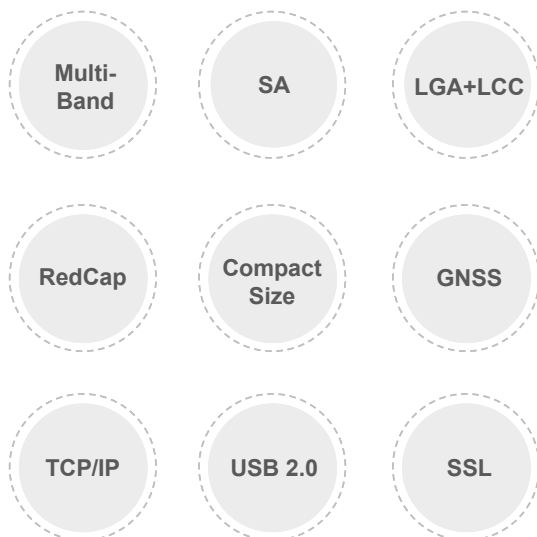 Multi-
Band
SA
LGA+LCC
RedCap
Compact
Size
GNSS
TCP/IP
USB 2.0
SSL